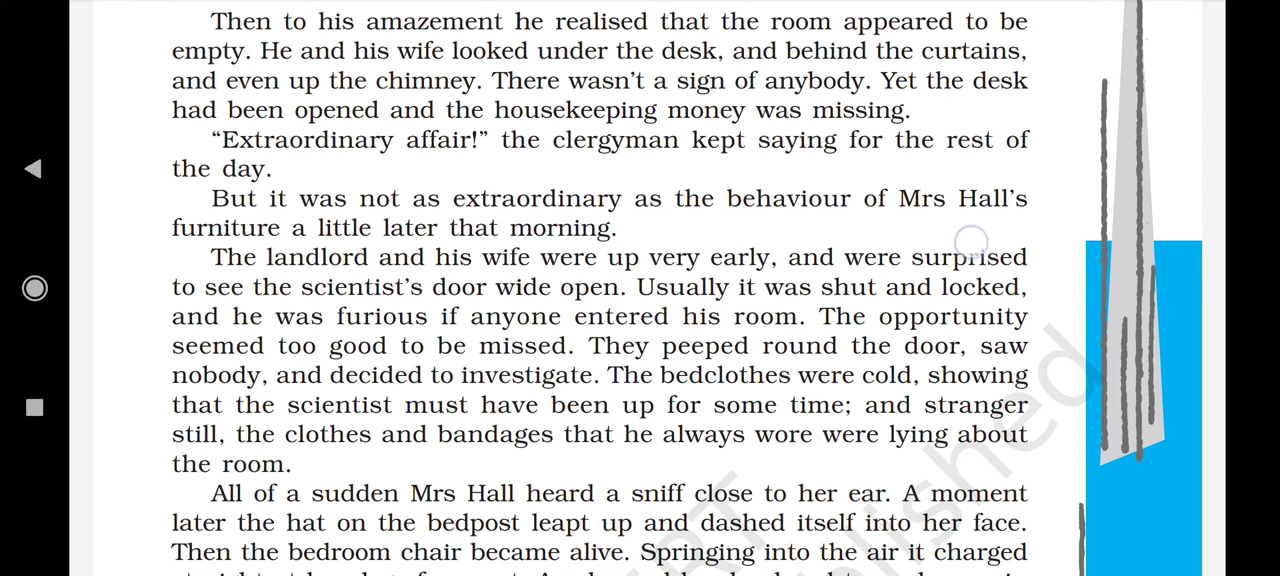 Then to his amazement he realised that the room appeared to be
empty. He and his wife looked under the desk, and behind the curtains,
and even up the chimney. There wasn’t a sign of anybody. Yet the desk
had been opened and the housekeeping money was missing.
“Extraordinary affair!” the clergyman kept saying for the rest of
the day.
But it was not as extraordinary as the behaviour of Mrs Hall’s
furniture a little later that morning.
The landlord and his wife were up very early, and were surprised
to see the scientist’s door wide open. Usually it was shut and locked,
and he was furious if anyone entered his room. The opportunity
seemed too good to be missed. They peeped round the door, saw
nobody, and decided to investigate. The bedclothes were cold, showing
that the scientist must have been up for some time; and stranger
still, the clothes and bandages that he always wore were lying about
the room.
All of a sudden Mrs Hall heard a sniff close to her ear. A moment
later the hat on the bedpost leapt up and dashed itself into her face.
Then the bedroom chair became alive. Springing into the air it charged